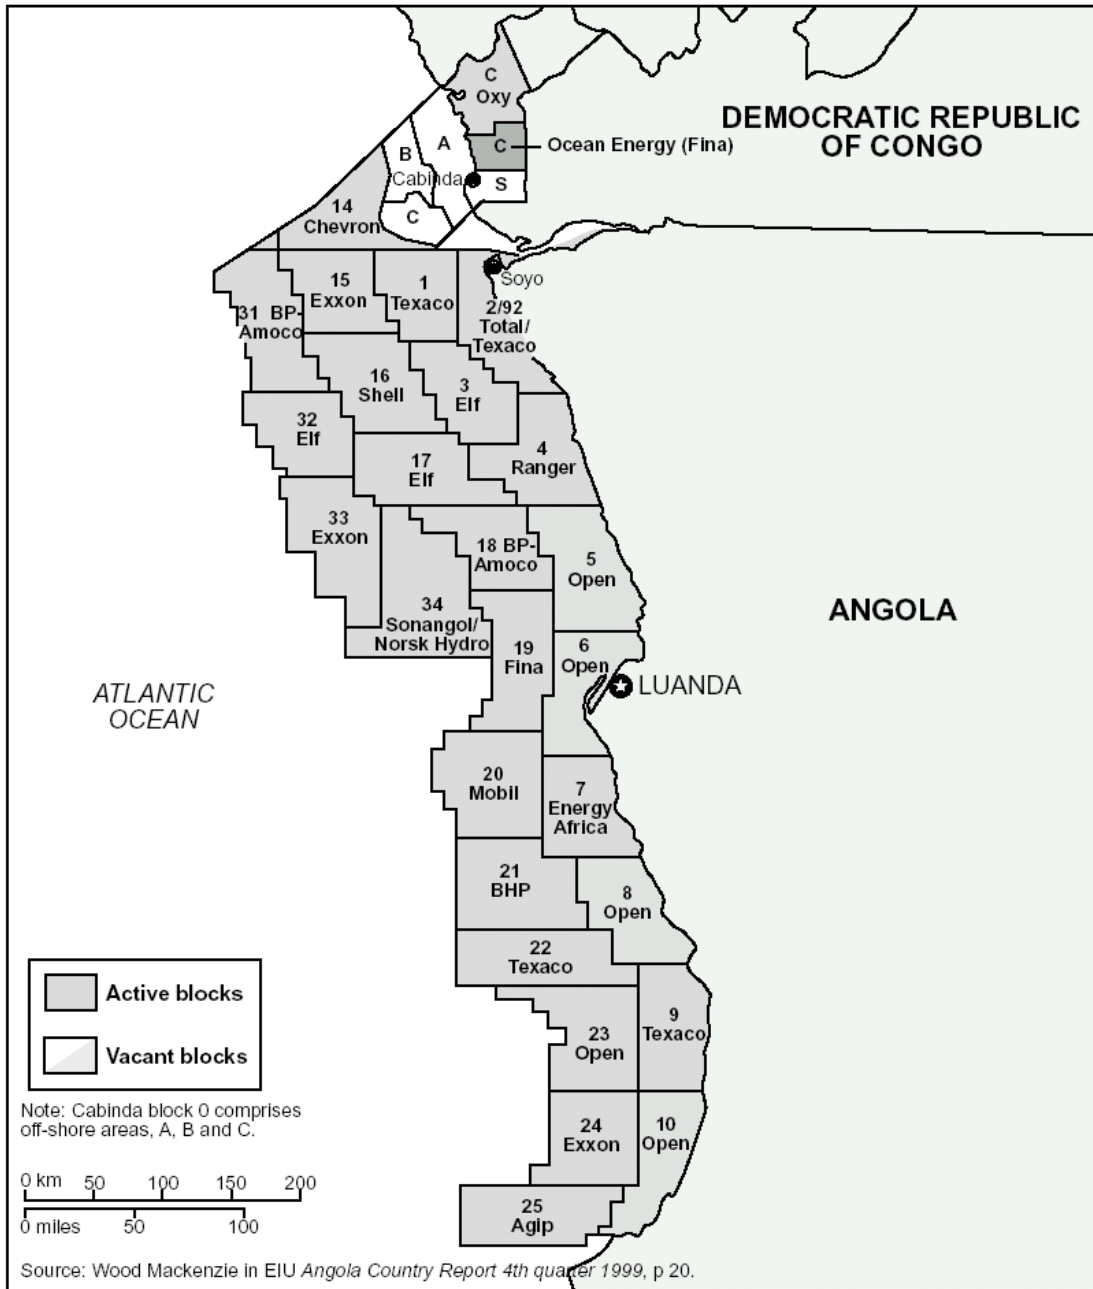 C
Oxy
DEMOCRATIC REPUBLIC
OF CONGO
A
B
C
Ocean Energy (Fina)
Cabinda
S
14
Chevron
C
Soyo
15
Exxon
1
Texaco
2/92
Total/
Texaco
31 BP-
Amoco
16
Shell
3
Elf
32
Elf
4
Ranger
17
Elf
33
Exxon
18 BP-
Amoco
5
Open
34
Sonangol/
Norsk Hydro
ANGOLA
19
Fina
6
Open
LUANDA
ATLANTIC
OCEAN
20
Mobil
7
Energy
Africa
21
BHP
8
Open
22
Texaco
9
Texaco
23
Open
24
Exxon
10
Open
25
Agip
Active blocks
Vacant blocks
Note: Cabinda block 0 comprises
off-shore areas, A, B and C.
0 km 50 100 150 200
0 miles 50 100
Source: Wood Mackenzie in EIU Angola Country Report 4th quarter 1999, p 20.